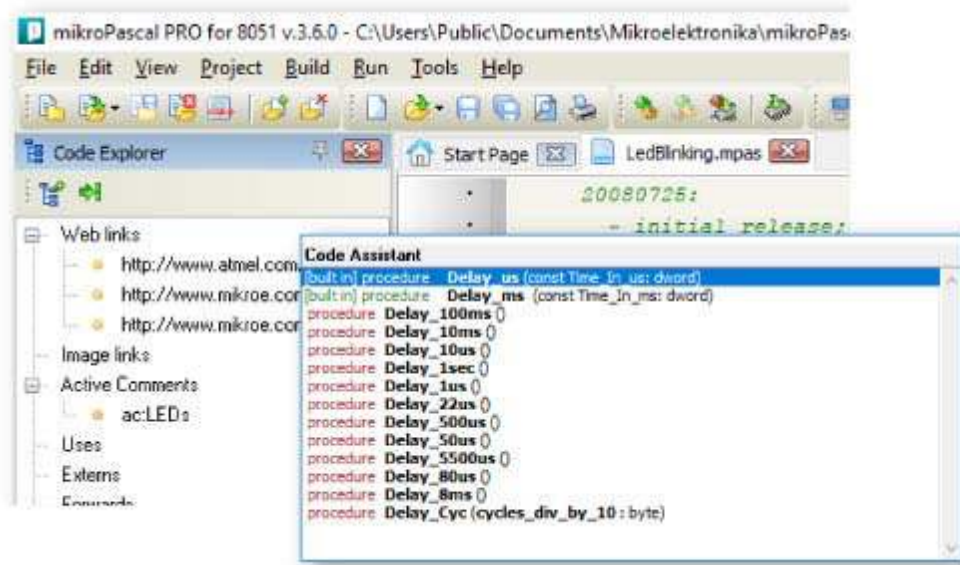 mikroPascal PRO for 8051 v.3.6.0 - C:\Users\Public\Documents\Mikroelektronika\mikroPas
File Edit View Project Build Run Tools Help
Code Explorer
Start Page
LedBlinking.mpas
20080725:
- initial release;
Web links
http://www.atmel.com
http://www.mikroe.com
http://www.mikroe.com
Image links
Active Comments
ac:LEDs
Uses
Externs
Forwards
Code Assistant
[built in] procedure Delay_us (const Time_In_us: dword)
[built in] procedure Delay_ms (const Time_In_ms: dword)
procedure Delay_100ms ()
procedure Delay_10ms ()
procedure Delay_10us ()
procedure Delay_1sec ()
procedure Delay_1us ()
procedure Delay_22us ()
procedure Delay_500us ()
procedure Delay_50us ()
procedure Delay_5500us ()
procedure Delay_80us ()
procedure Delay_8ms ()
procedure Delay_Cyc (cycles_div_by_10 : byte)